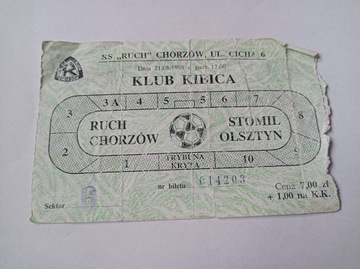 KS „RUCH" CHORZÓW, UL. CICHA 6
KLUB KIBICA
3 3A 4 5 5 6 7 8
RUCH CHORZÓW
STOMIL OLSZTYN
2 1 10 9
TRYBUNA
KRYTA
nr biletu 014203
Sektor
Cena 7,00 zł
+ 1,00 na K.K.